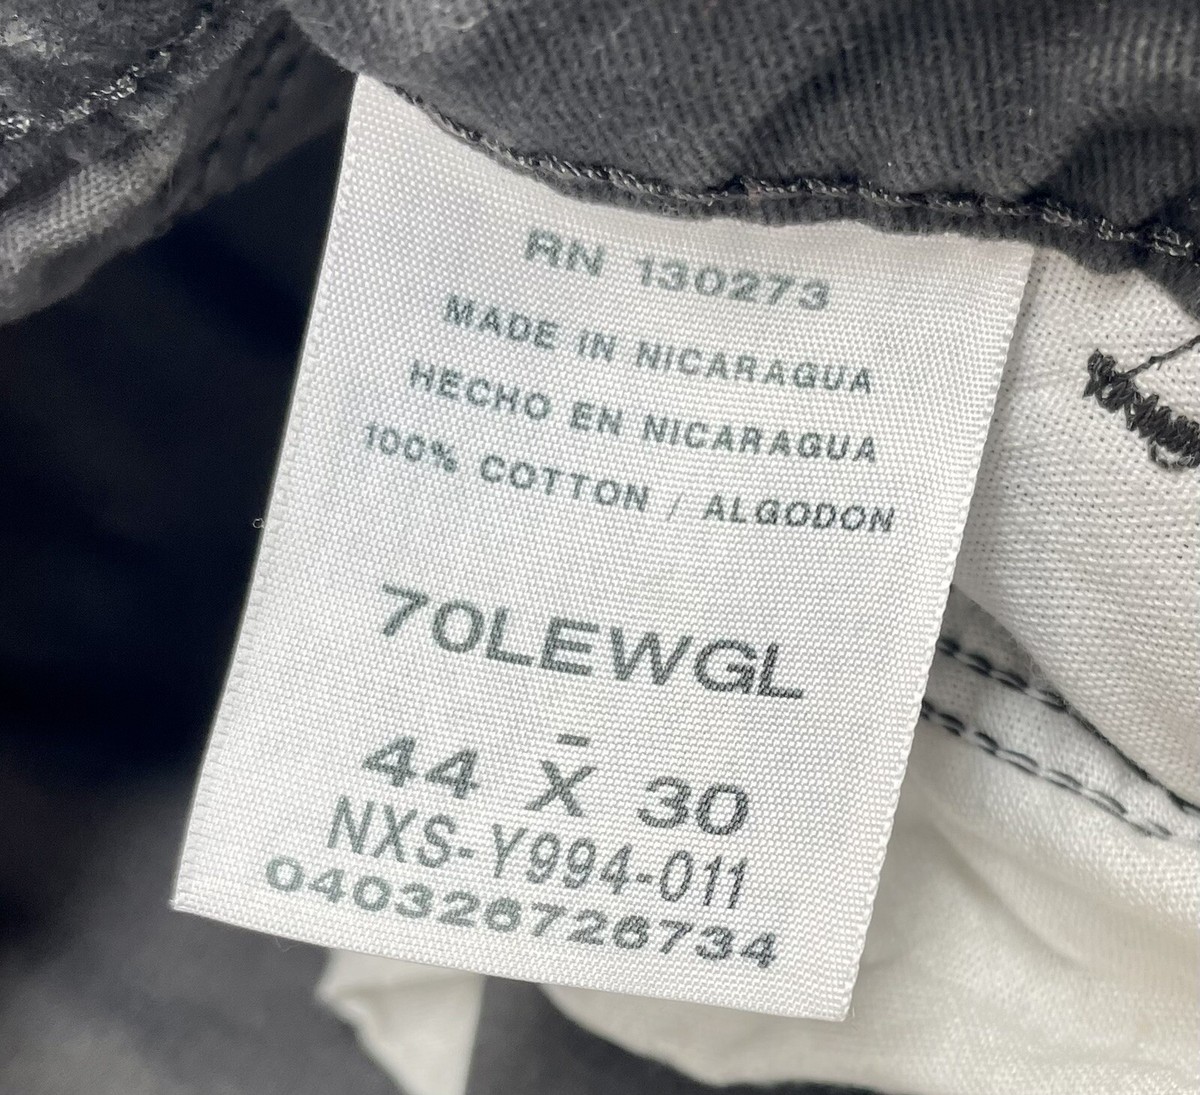 RN 130273
MADE IN NICARAGUA
HECHO EN NICARAGUA
100% COTTON / ALGODON
70LEWGL
-
44 X 30
NXS-Y994-011
040326726734